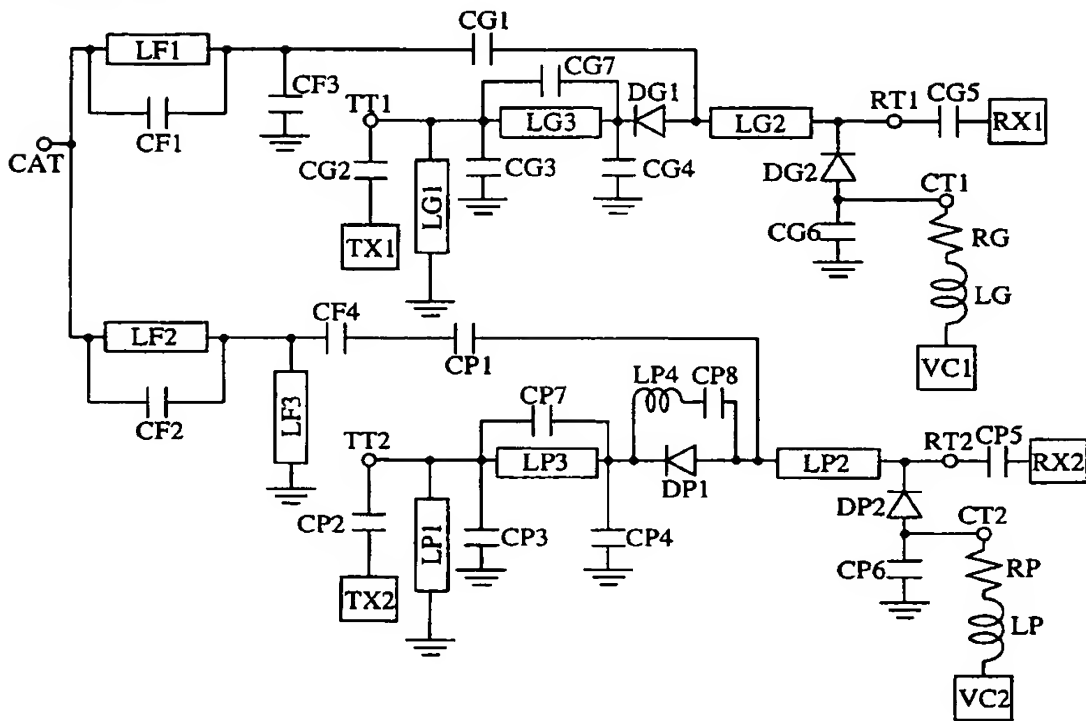 CG1
LF1
CF3
CG7
TT1
DG1
RT1
CG5
RX1
CF1
LG3
LG2
CAT
CG2
CG3
CG4
DG2
CT1
LG1
TX1
CG6
RG
LG
LF2
CF4
CP1
VC1
LP4
CP8
CF2
LF3
CP7
TT2
RT2
CP5
LP3
LP2
RX2
DP1
DP2
CP2
LP1
CP3
CP4
CT2
CP6
RP
TX2
LP
VC2